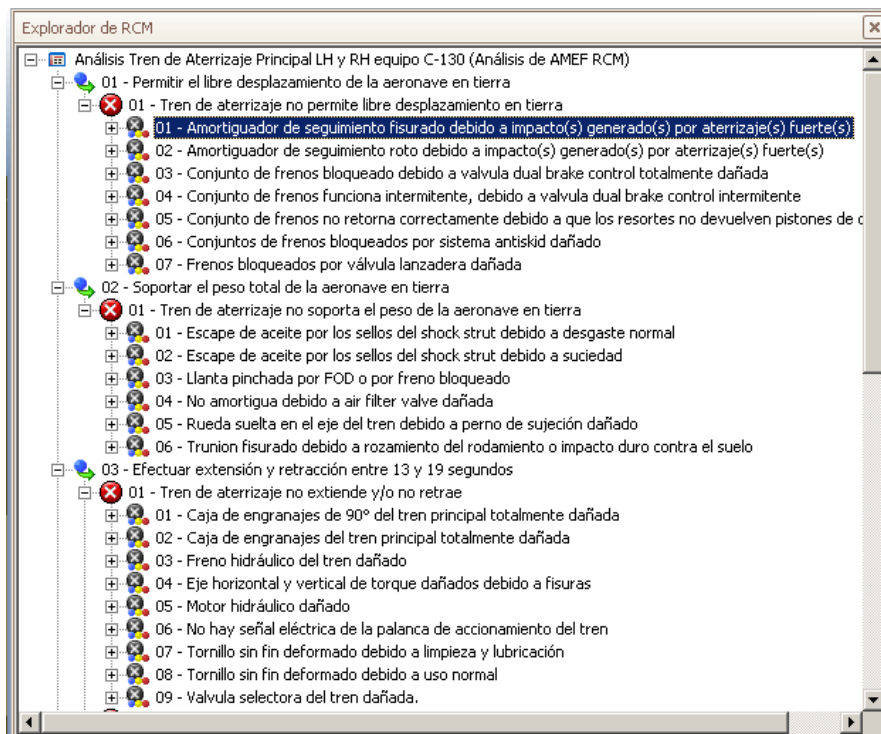 Explorador de RCM
Análisis Tren de Aterrizaje Principal LH y RH equipo C-130 (Análisis de AMEF RCM)
01 - Permitir el libre desplazamiento de la aeronave en tierra
01 - Tren de aterrizaje no permite libre desplazamiento en tierra
01 - Amortiguador de seguimiento fisurado debido a impacto(s) generado(s) por aterrizaje(s) fuerte(s)
02 - Amortiguador de seguimiento roto debido a impacto(s) generado(s) por aterrizaje(s) fuerte(s)
03 - Conjunto de frenos bloqueado debido a valvula dual brake control totalmente dañada
04 - Conjunto de frenos funciona intermitente, debido a valvula dual brake control intermitente
05 - Conjunto de frenos no retorna correctamente debido a que los resortes no devuelven pistones de
06 - Conjuntos de frenos bloqueados por sistema antiskid dañado
07 - Frenos bloqueados por válvula lanzadera dañada
02 - Soportar el peso total de la aeronave en tierra
01 - Tren de aterrizaje no soporta el peso de la aeronave en tierra
01 - Escape de aceite por los sellos del shock strut debido a desgaste normal
02 - Escape de aceite por los sellos del shock strut debido a suciedad
03 - Llanta pinchada por FOD o por freno bloqueado
04 - No amortigua debido a air filter valve dañada
05 - Rueda suelta en el eje del tren debido a perno de sujeción dañado
06 - Trunion fisurado debido a rozamiento del rodamiento o impacto duro contra el suelo
03 - Efectuar extensión y retracción entre 13 y 19 segundos
01 - Tren de aterrizaje no extiende y/o no retrae
01 - Caja de engranajes de 90° del tren principal totalmente dañada
02 - Caja de engranajes del tren principal totalmente dañada
03 - Freno hidráulico del tren dañado
04 - Eje horizontal y vertical de torque dañados debido a fisuras
05 - Motor hidráulico dañado
06 - No hay señal eléctrica de la palanca de accionamiento del tren
07 - Tornillo sin fin deformado debido a limpieza y lubricación
08 - Tornillo sin fin deformado debido a uso normal
09 - Valvula selectora del tren dañada.